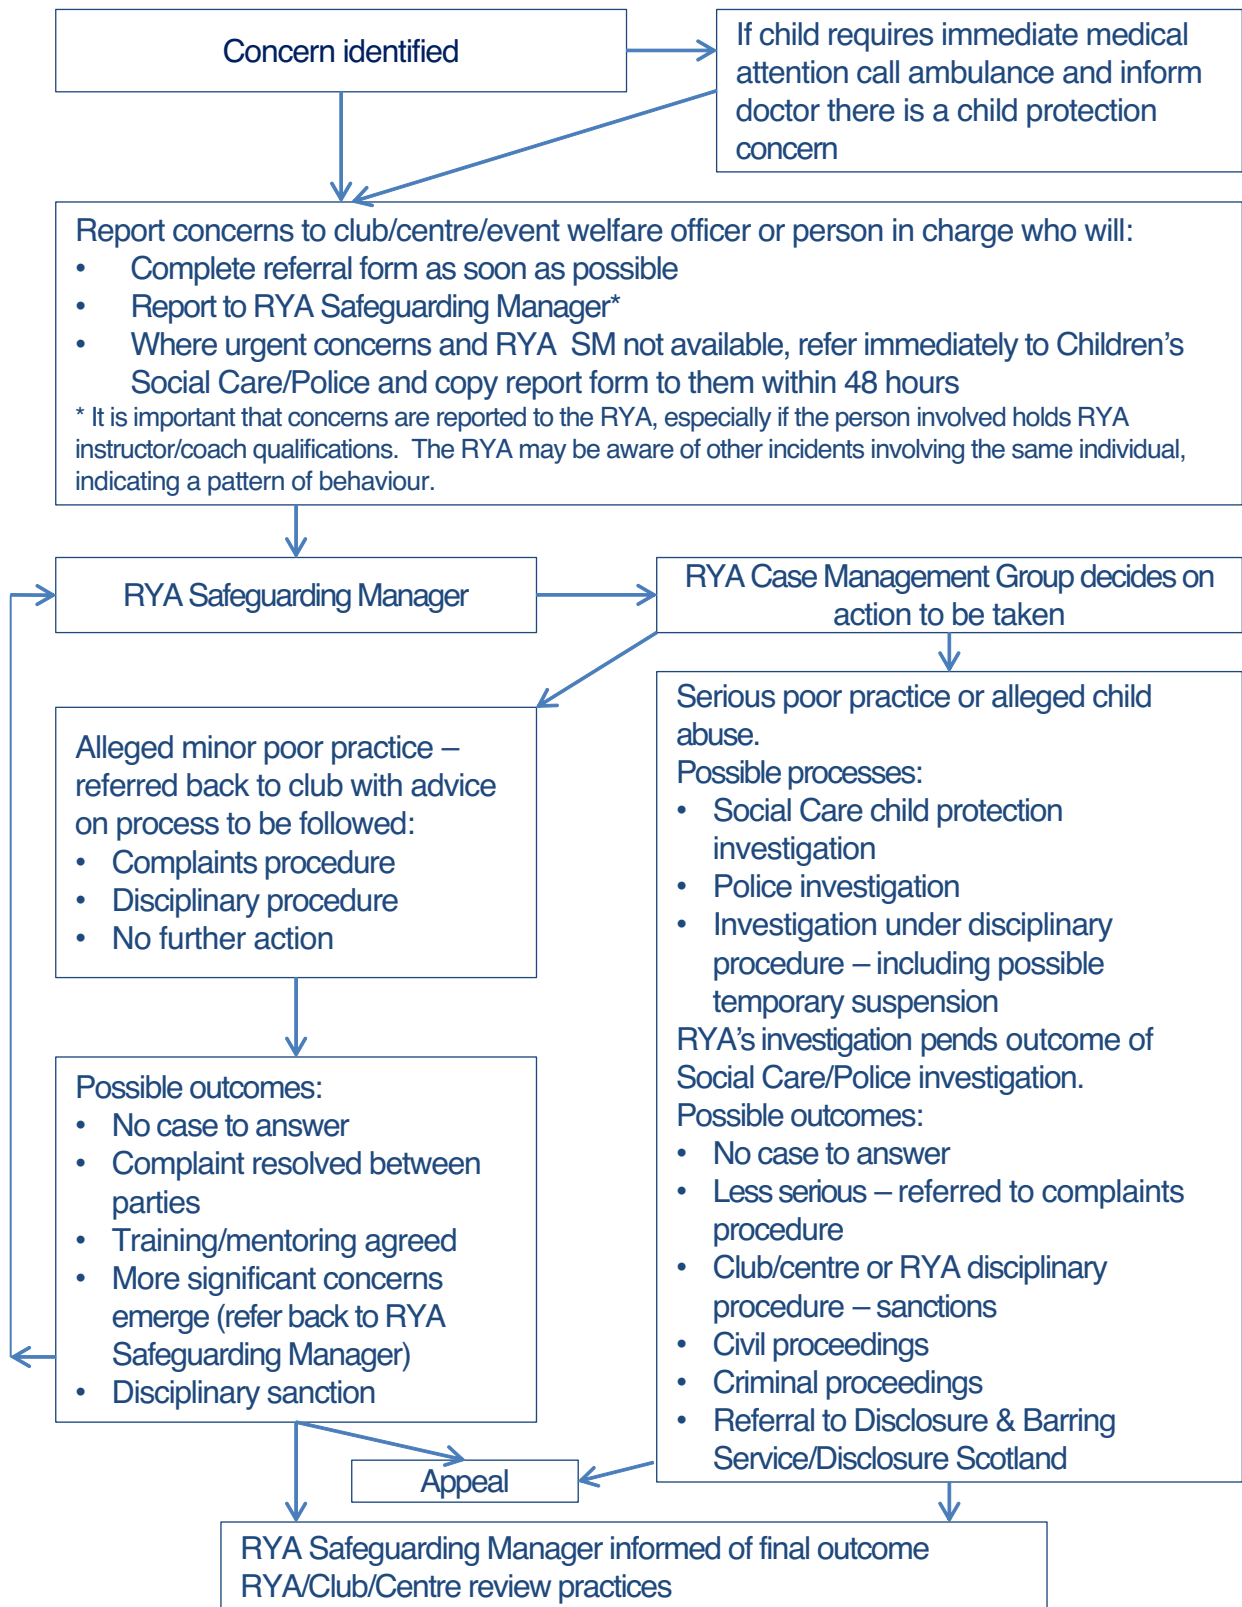 Concern identified
If child requires immediate medical
attention call ambulance and inform
doctor there is a child protection
concern
Report concerns to club/centre/event welfare officer or person in charge who will:
• Complete referral form as soon as possible
• Report to RYA Safeguarding Manager*
• Where urgent concerns and RYA SM not available, refer immediately to Children’s
Social Care/Police and copy report form to them within 48 hours
* It is important that concerns are reported to the RYA, especially if the person involved holds RYA
instructor/coach qualifications. The RYA may be aware of other incidents involving the same individual,
indicating a pattern of behaviour.
RYA Safeguarding Manager
RYA Case Management Group decides on
action to be taken
Alleged minor poor practice –
referred back to club with advice
on process to be followed:
• Complaints procedure
• Disciplinary procedure
• No further action
Possible outcomes:
• No case to answer
• Complaint resolved between
parties
• Training/mentoring agreed
• More significant concerns
emerge (refer back to RYA
Safeguarding Manager)
• Disciplinary sanction
Serious poor practice or alleged child
abuse.
Possible processes:
• Social Care child protection
investigation
• Police investigation
• Investigation under disciplinary
procedure – including possible
temporary suspension
RYA’s investigation pends outcome of
Social Care/Police investigation.
Possible outcomes:
• No case to answer
• Less serious – referred to complaints
procedure
• Club/centre or RYA disciplinary
procedure – sanctions
• Civil proceedings
• Criminal proceedings
• Referral to Disclosure & Barring
Service/Disclosure Scotland
Appeal
RYA Safeguarding Manager informed of final outcome
RYA/Club/Centre review practices